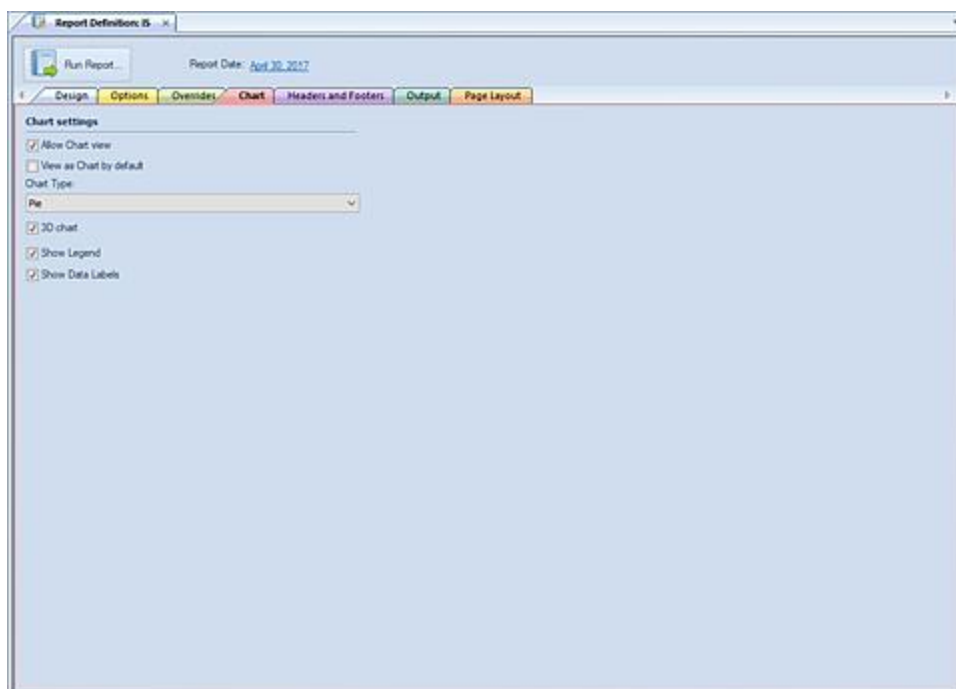 Report Definition: IS
Run Report...
Report Date: April 30, 2017
Design Options Overrides Chart Headers and Footers Output Page Layout
Chart settings
Allow Chart view
View as Chart by default
Chart Type:
Pie
3D chart
Show Legend
Show Data Labels